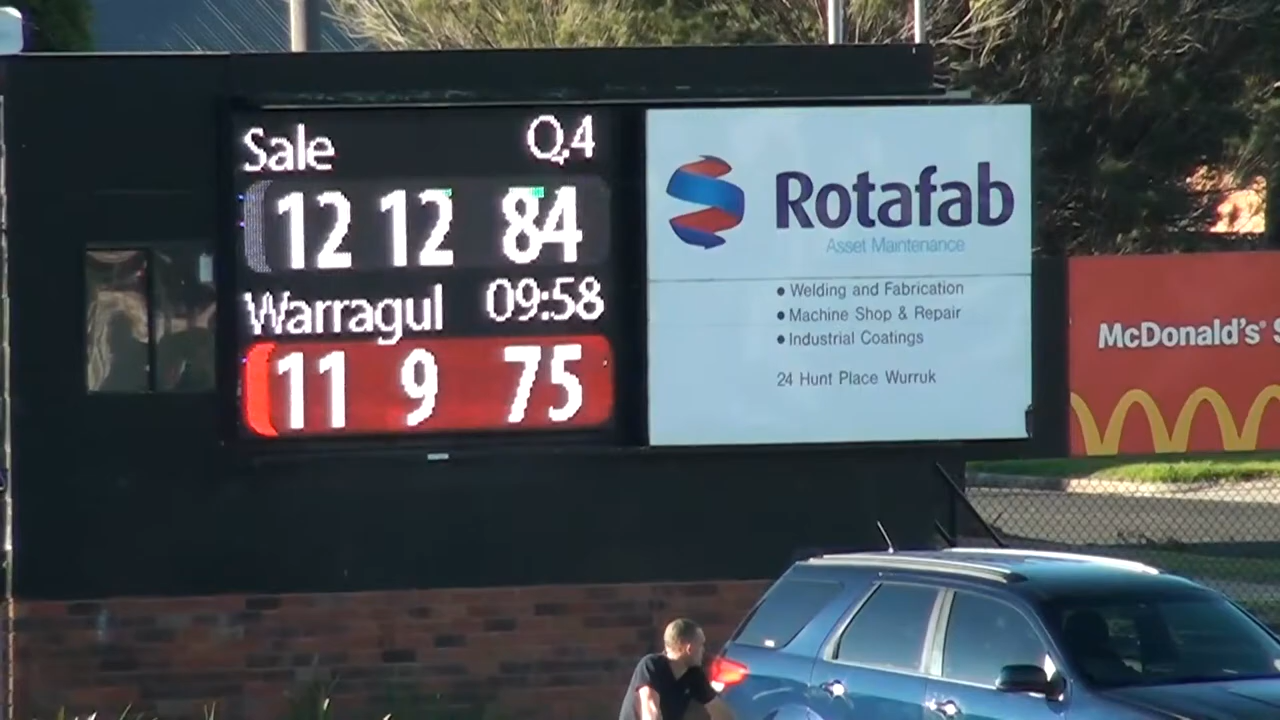 Sale Q.4
12 12 84
Warragul 09:58
11 9 75
Rotafab
Asset Maintenance
• Welding and Fabrication
• Machine Shop & Repair
• Industrial Coatings
24 Hunt Place Wurruk
McDonald's